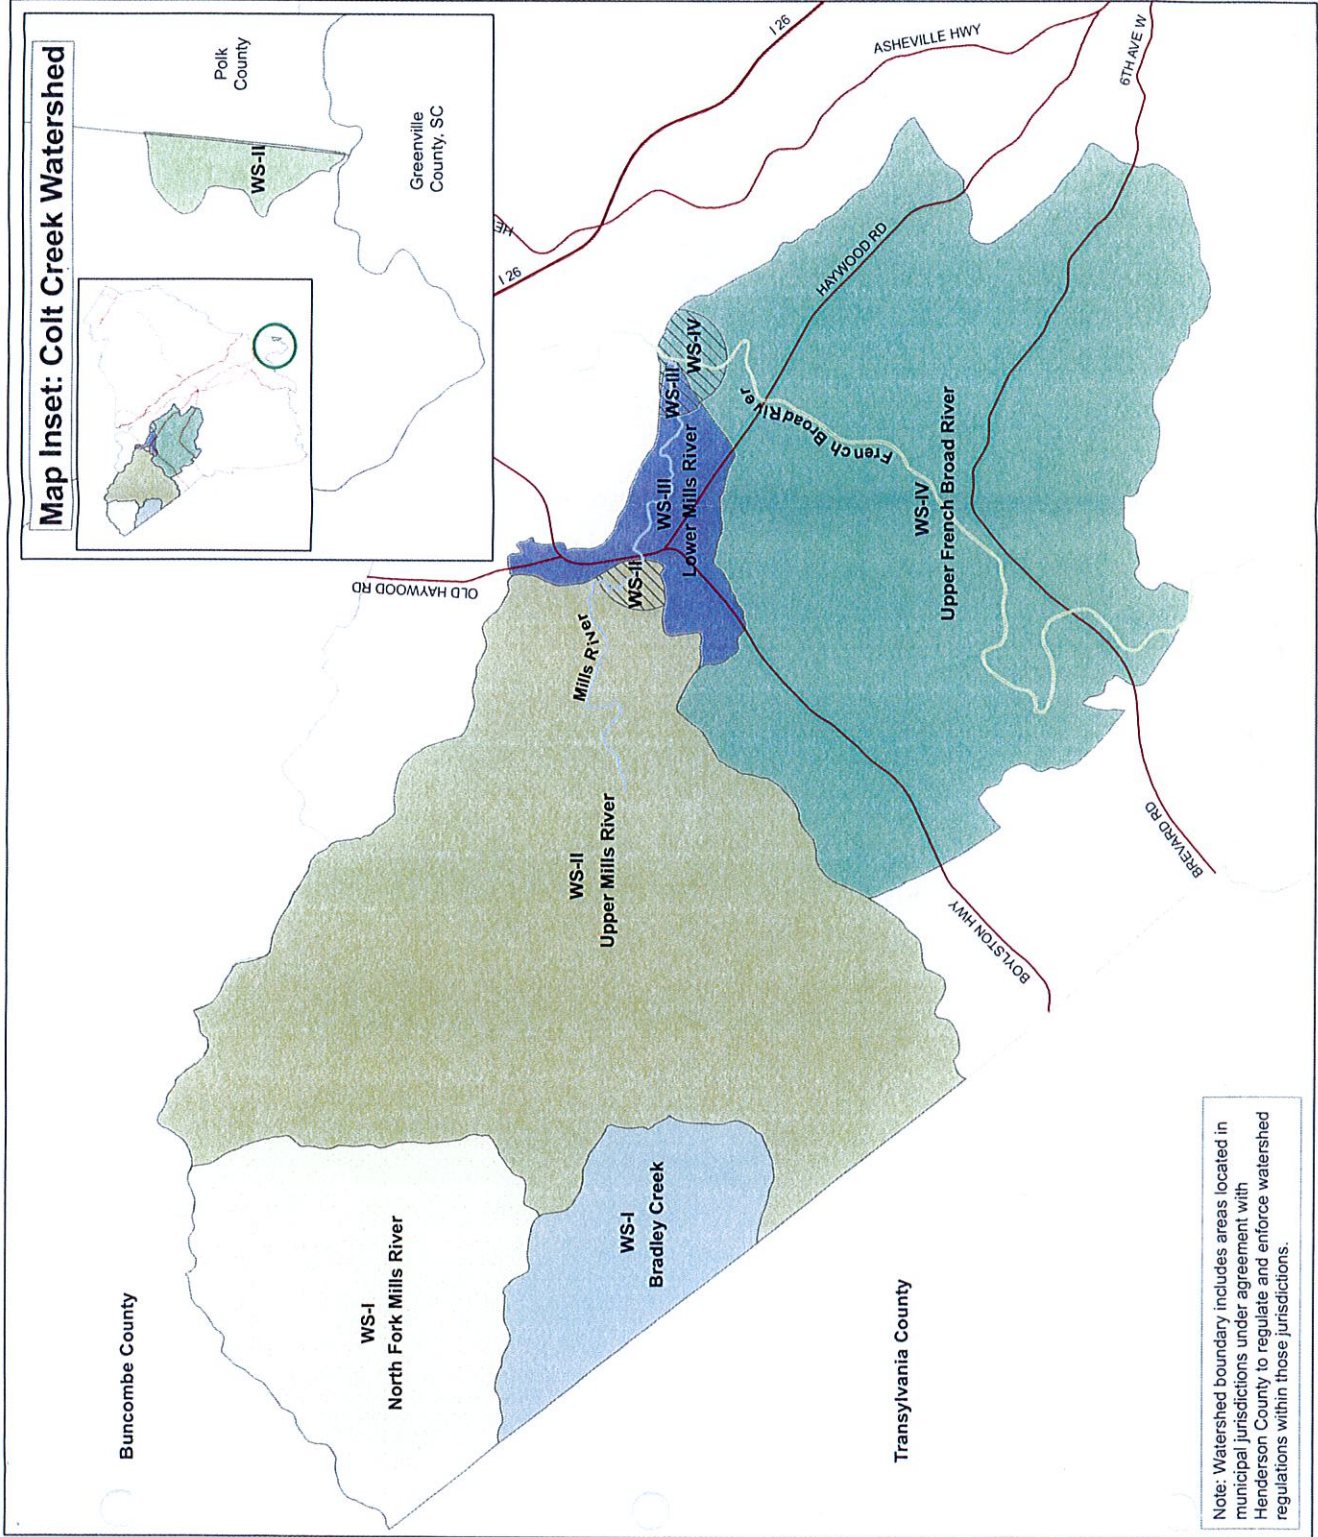 Map Inset: Colt Creek Watershed
Polk
County
WS-II
Greenville
County, SC
I 26
ASHEVILLE HWY
6TH AVE W
HE
I 26
HAYWOOD RD
OLD HAYWOOD RD
WS-IV
WS-III
WS-III
Lower Mills River
WS-II
Mills River
French Broad River
WS-IV
Upper French Broad River
WS-II
Upper Mills River
BREVARD RD
BOYLSTON HWY
WS-I
North Fork Mills River
WS-I
Bradley Creek
Buncombe County
Transylvania County
Note: Watershed boundary includes areas located in
municipal jurisdictions under agreement with
Henderson County to regulate and enforce watershed
regulations within those jurisdictions.